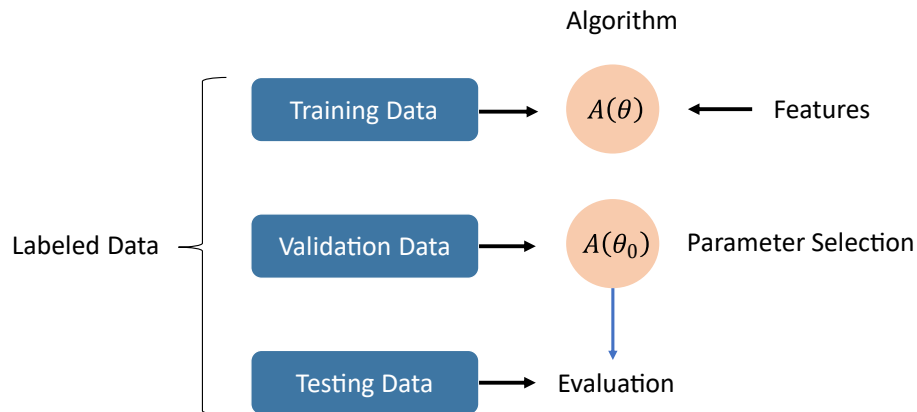 Algorithm
Training Data
A(θ)
Features
Labeled Data
Validation Data
A(θ₀)
Parameter Selection
Testing Data
Evaluation